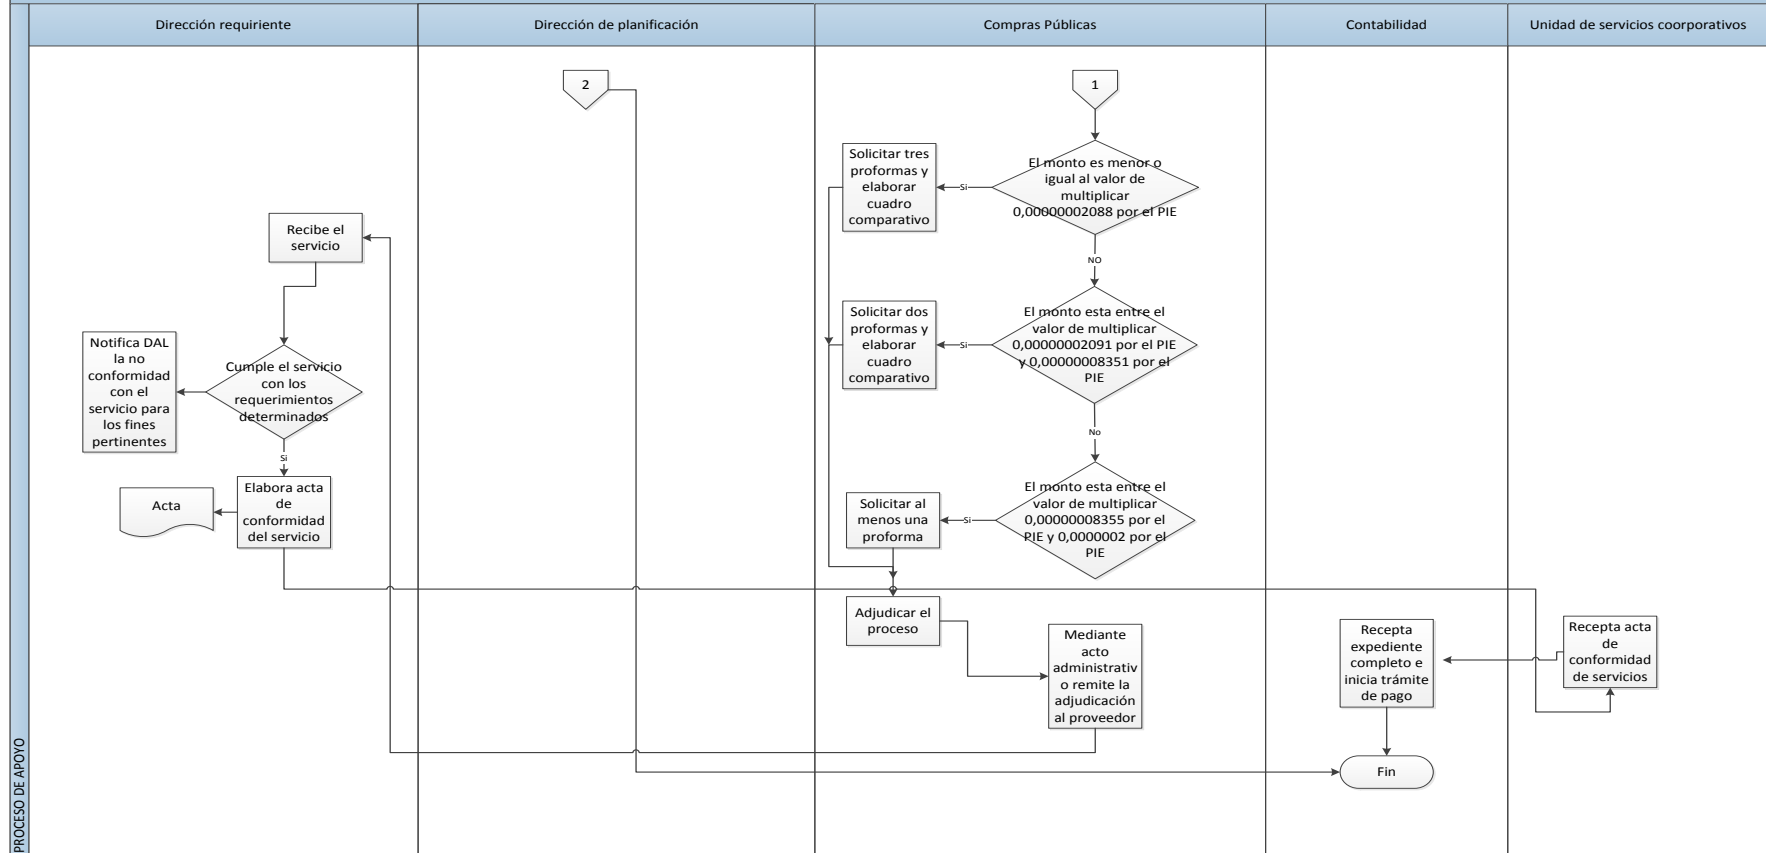 Dirección requiriente
Dirección de planificación
Compras Públicas
Contabilidad
Unidad de servicios coorporativos
PROCESO DE APOYO
2
1
El monto es menor o
igual al valor de
multiplicar
0,00000002088 por el PIE
Si
Solicitar tres
proformas y
elaborar
cuadro
comparativo
NO
El monto esta entre el
valor de multiplicar
0,00000002091 por el PIE
y 0,00000008351 por el
PIE
Si
Solicitar dos
proformas y
elaborar
cuadro
comparativo
No
El monto esta entre el
valor de multiplicar
0,00000008355 por el
PIE y 0,0000002 por el
PIE
Si
Solicitar al
menos una
proforma
Adjudicar el
proceso
Mediante
acto
administrativ
o remite la
adjudicación
al proveedor
Recibe el
servicio
Cumple el servicio
con los
requerimientos
determinados
Notifica DAL
la no
conformidad
con el
servicio para
los fines
pertinentes
Si
Elabora acta
de
conformidad
del servicio
Acta
Recepta acta
de
conformidad
de servicios
Recepta
expediente
completo e
inicia trámite
de pago
Fin